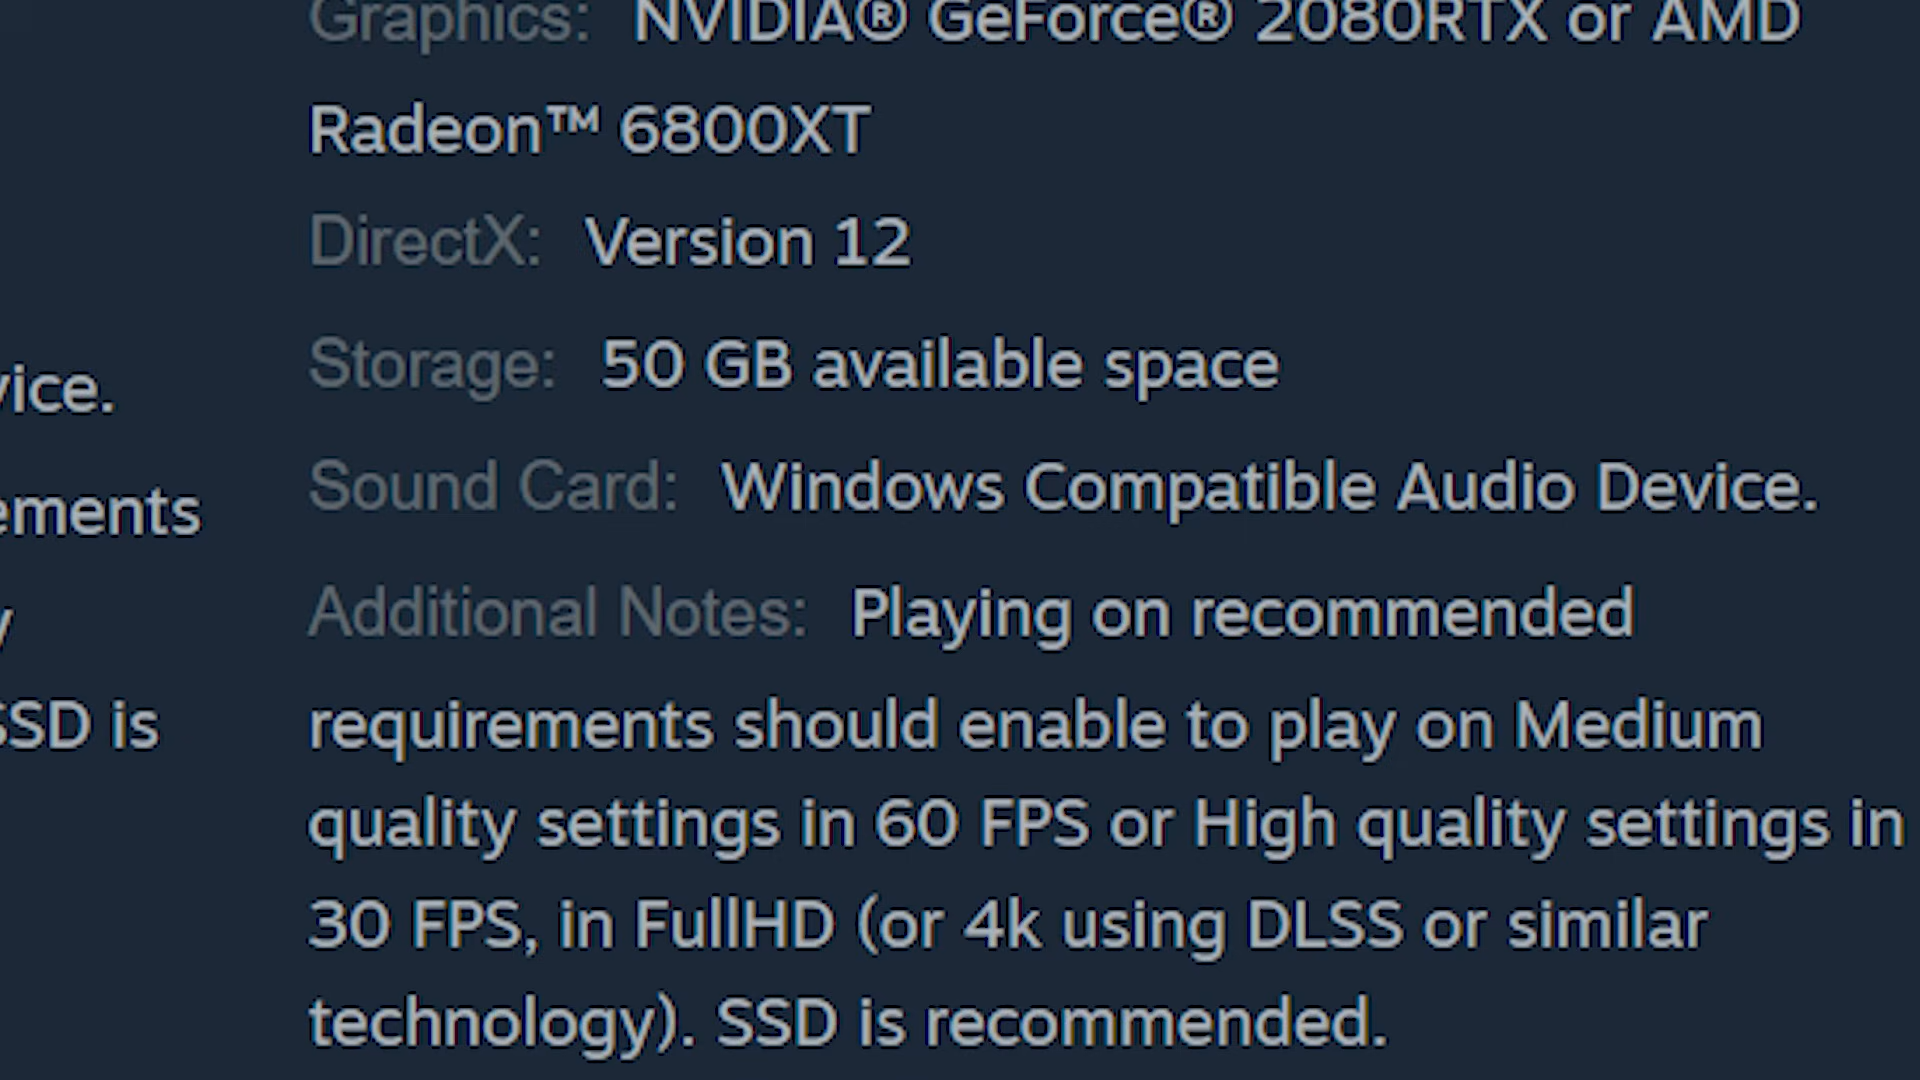 Graphics: NVIDIA® GeForce® 2080RTX or AMD
Radeon™ 6800XT
DirectX: Version 12
Storage: 50 GB available space
Sound Card: Windows Compatible Audio Device.
Additional Notes: Playing on recommended
requirements should enable to play on Medium
quality settings in 60 FPS or High quality settings in
30 FPS, in FullHD (or 4k using DLSS or similar
technology). SSD is recommended.
vice.
ements
y
SSD is